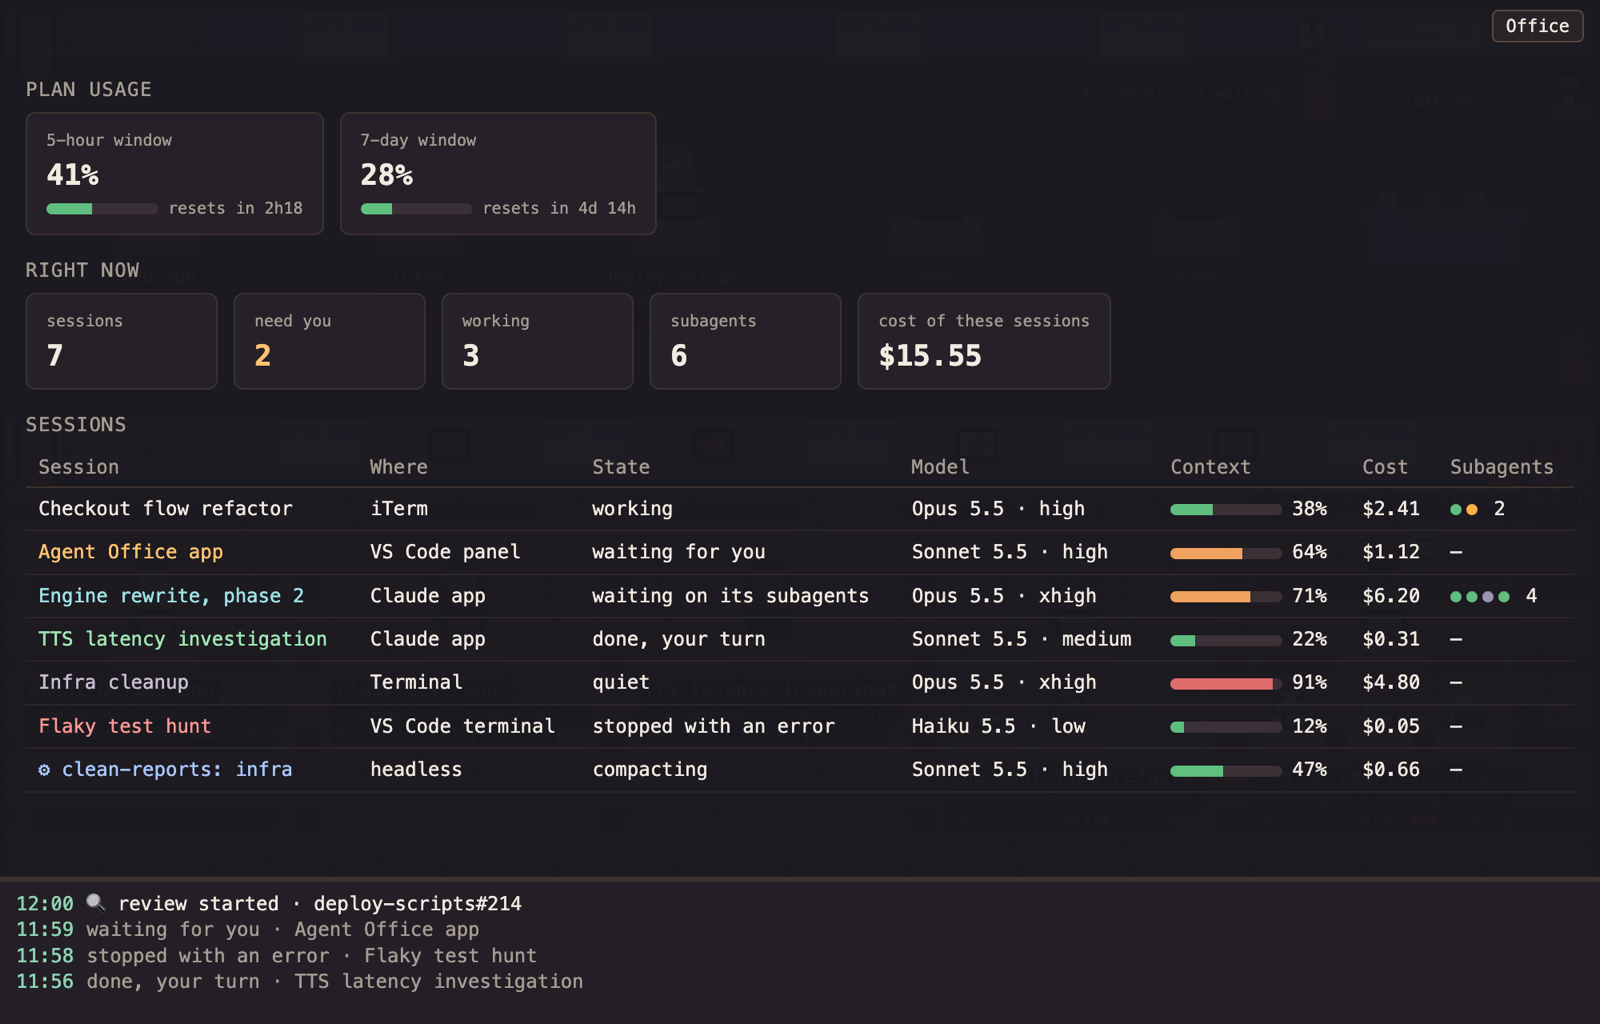 Office
PLAN USAGE
5-hour window
41%
resets in 2h18
7-day window
28%
resets in 4d 14h
RIGHT NOW
sessions
7
need you
2
working
3
subagents
6
cost of these sessions
$15.55
SESSIONS
Session Where State Model Context Cost Subagents
Checkout flow refactor iTerm working Opus 5.5 · high 38% $2.41 2
Agent Office app VS Code panel waiting for you Sonnet 5.5 · high 64% $1.12 —
Engine rewrite, phase 2 Claude app waiting on its subagents Opus 5.5 · xhigh 71% $6.20 4
TTS latency investigation Claude app done, your turn Sonnet 5.5 · medium 22% $0.31 —
Infra cleanup Terminal quiet Opus 5.5 · xhigh 91% $4.80 —
Flaky test hunt VS Code terminal stopped with an error Haiku 5.5 · low 12% $0.05 —
⚙ clean-reports: infra headless compacting Sonnet 5.5 · high 47% $0.66 —
12:00 🔍 review started · deploy-scripts#214
11:59 waiting for you · Agent Office app
11:58 stopped with an error · Flaky test hunt
11:56 done, your turn · TTS latency investigation